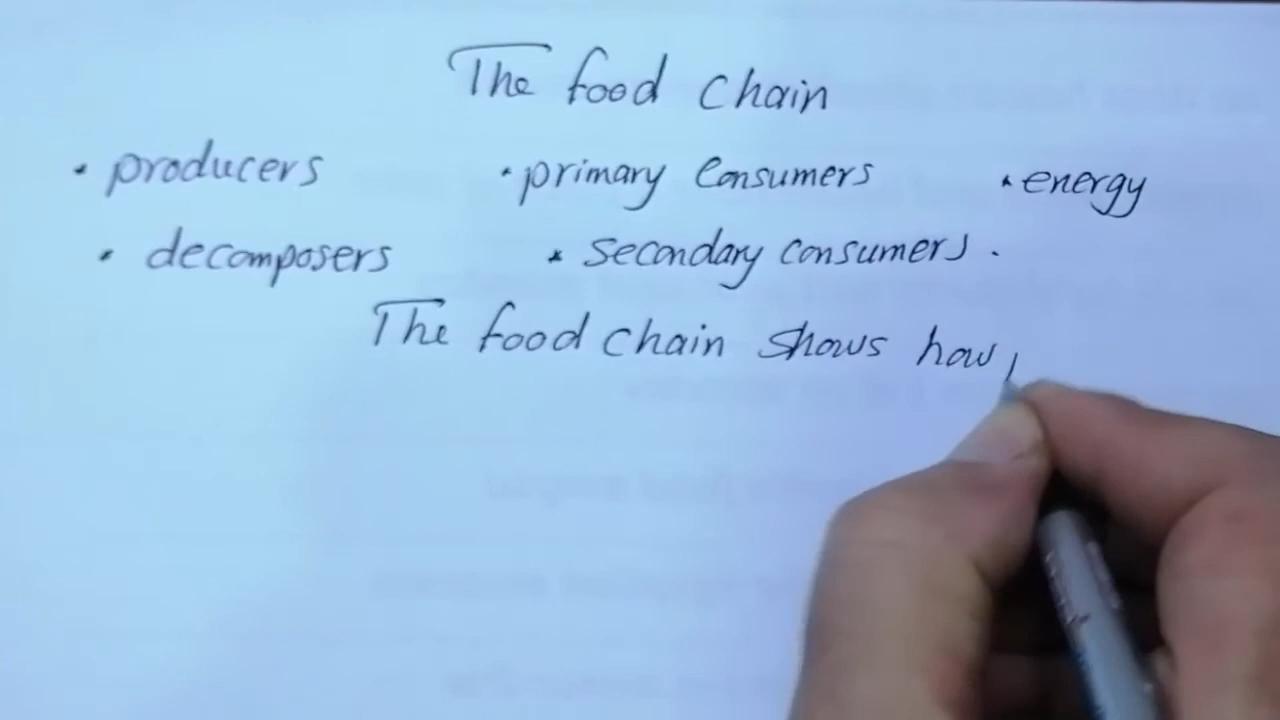 The food chain
• producers • primary consumers • energy
• decomposers • secondary consumers.
The food chain shows how